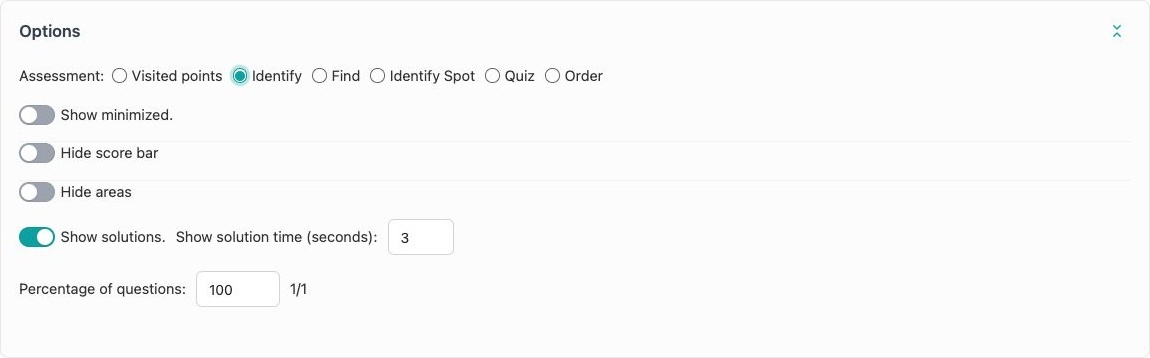 Options
Assessment: Visited points Identify Find Identify Spot Quiz Order
Show minimized.
Hide score bar
Hide areas
Show solutions. Show solution time (seconds): 3
Percentage of questions: 100 1/1